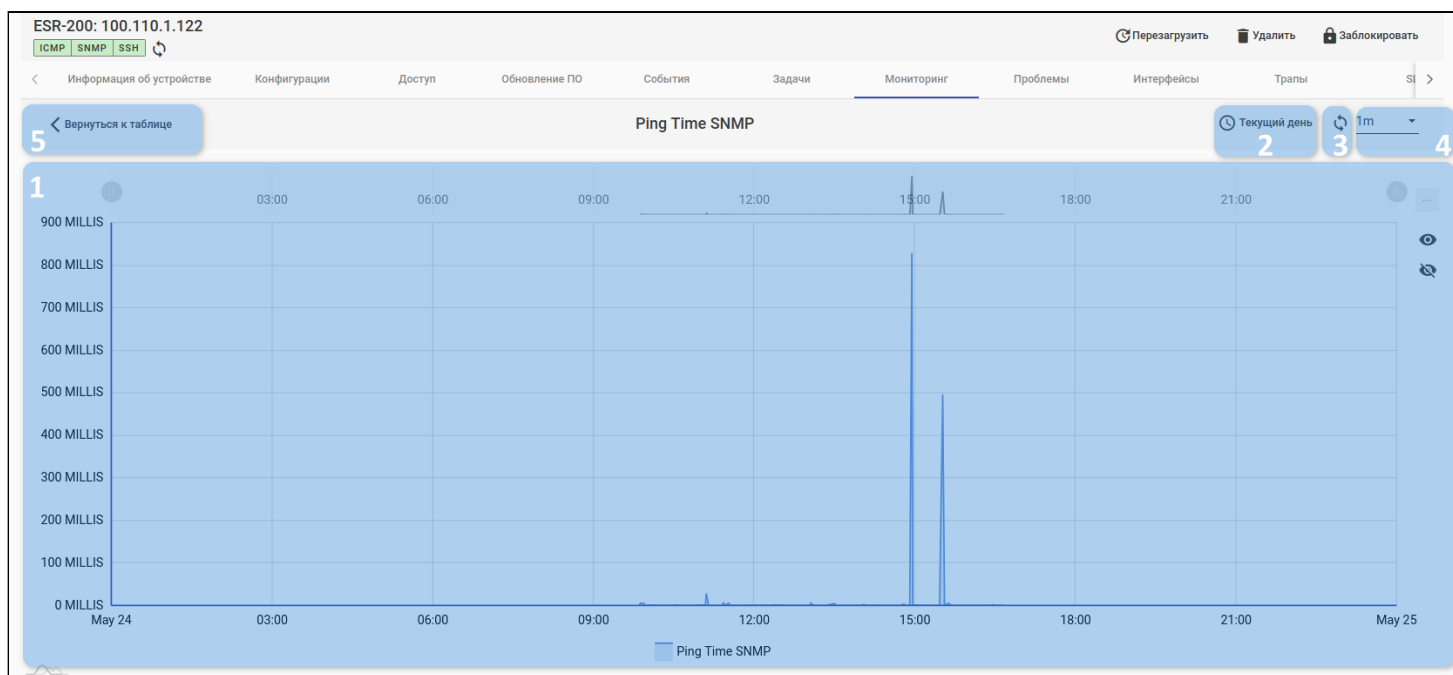 ESR-200: 100.110.1.122
ICMP SNMP SSH
Перезагрузить Удалить Заблокировать
Информация об устройстве Конфигурации Доступ Обновление ПО События Задачи Мониторинг Проблемы Интерфейсы Трапы
5 Вернуться к таблице Ping Time SNMP Текущий день 2 3 1m 4
1
03:00 06:00 09:00 12:00 15:00 18:00 21:00
900 MILLIS
800 MILLIS
700 MILLIS
600 MILLIS
500 MILLIS
400 MILLIS
300 MILLIS
200 MILLIS
100 MILLIS
0 MILLIS
May 24 03:00 06:00 09:00 12:00 15:00 18:00 21:00 May 25
Ping Time SNMP